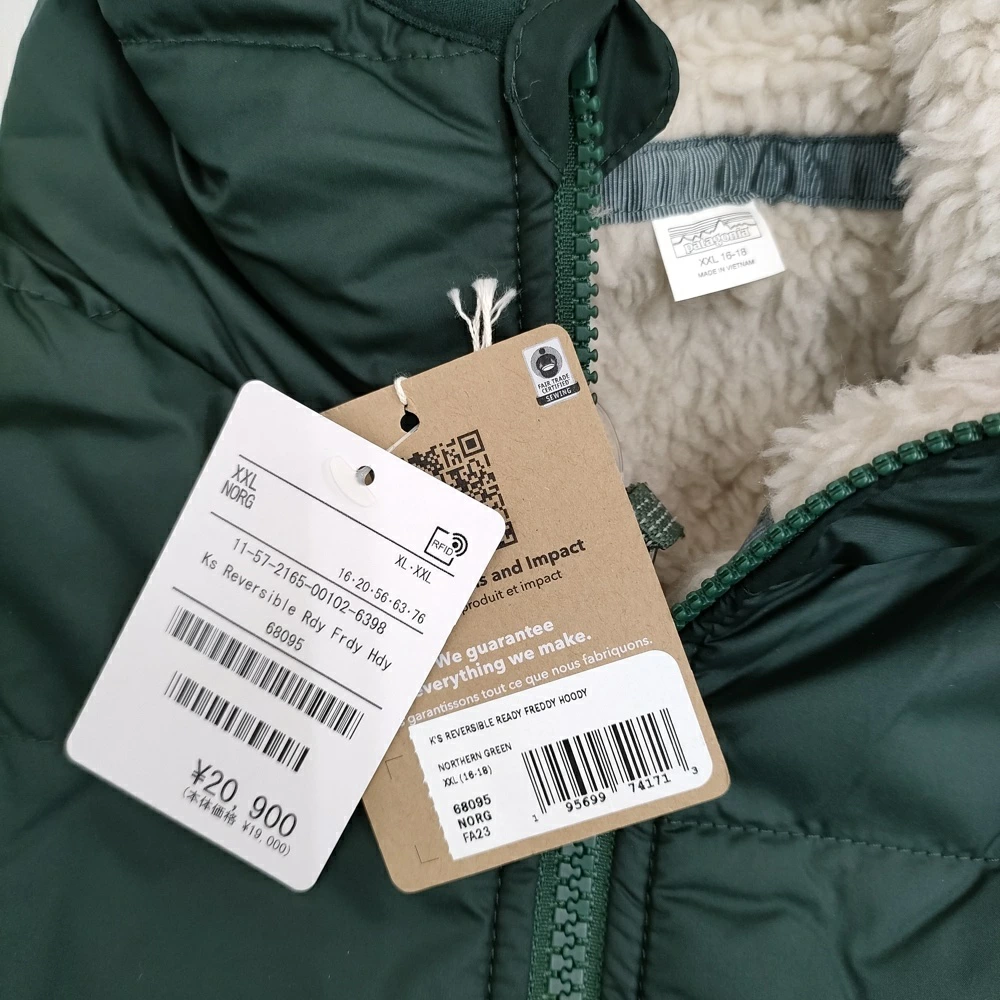 patagonia
XXL 16-18
MADE IN VIETNAM
FAIR TRADE
CERTIFIED
SEWING
XXL
NORG
RFID
XL·XXL
16·20·56·63·76
11-57-2165-00102-6398
Ks Reversible Rdy Frdy Hdy
68095
¥20,900
(本体価格 ¥19,000)
and Impact
produit et impact
We guarantee
everything we make.
garantissons tout ce que nous fabriquons.
K'S REVERSIBLE READY FREDDY HOODY
NORTHERN GREEN
XXL (16-18)
68095
NORG
FA23
1 95699 74171 3